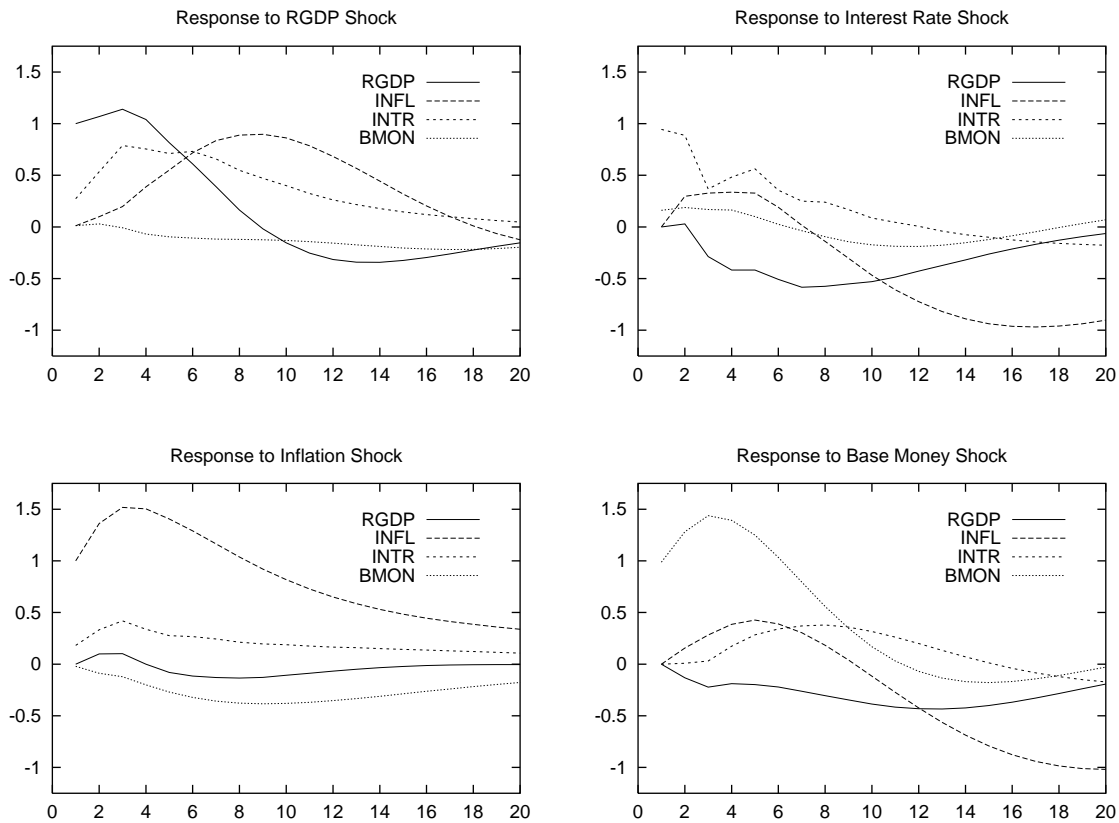 Response to RGDP Shock
1.5
1
0.5
0
-0.5
-1
RGDP
INFL
INTR
BMON
0 2 4 6 8 10 12 14 16 18 20
Response to Interest Rate Shock
1.5
1
0.5
0
-0.5
-1
RGDP
INFL
INTR
BMON
0 2 4 6 8 10 12 14 16 18 20
Response to Inflation Shock
1.5
1
0.5
0
-0.5
-1
RGDP
INFL
INTR
BMON
0 2 4 6 8 10 12 14 16 18 20
Response to Base Money Shock
1.5
1
0.5
0
-0.5
-1
RGDP
INFL
INTR
BMON
0 2 4 6 8 10 12 14 16 18 20